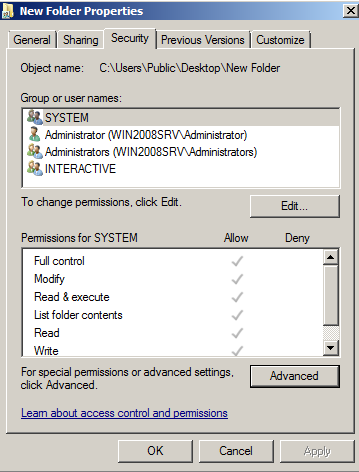 New Folder Properties
General Sharing Security Previous Versions Customize
Object name: C:\Users\Public\Desktop\New Folder
Group or user names:
SYSTEM
Administrator (WIN2008SRV\Administrator)
Administrators (WIN2008SRV\Administrators)
INTERACTIVE
To change permissions, click Edit.
Edit...
Permissions for SYSTEM Allow Deny
Full control
Modify
Read & execute
List folder contents
Read
Write
For special permissions or advanced settings,
click Advanced.
Advanced
Learn about access control and permissions
OK Cancel Apply